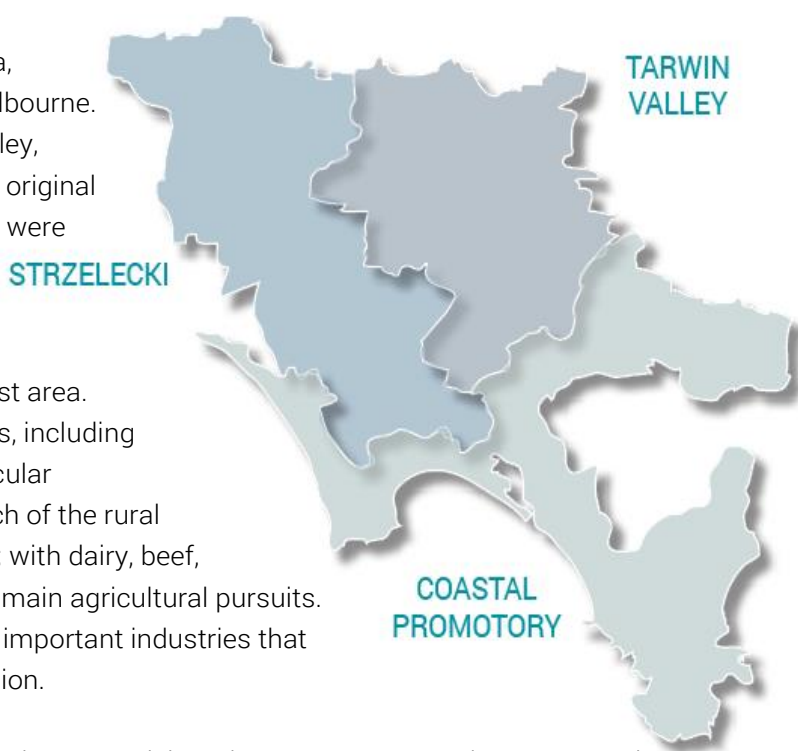 a,
lbourne.
ley,
original
were
st area.
s, including
cular
ch of the rural
with dairy, beef,
main agricultural pursuits.
important industries that
ion.
TARWIN
VALLEY
STRZELECKI
COASTAL
PROMOTORY